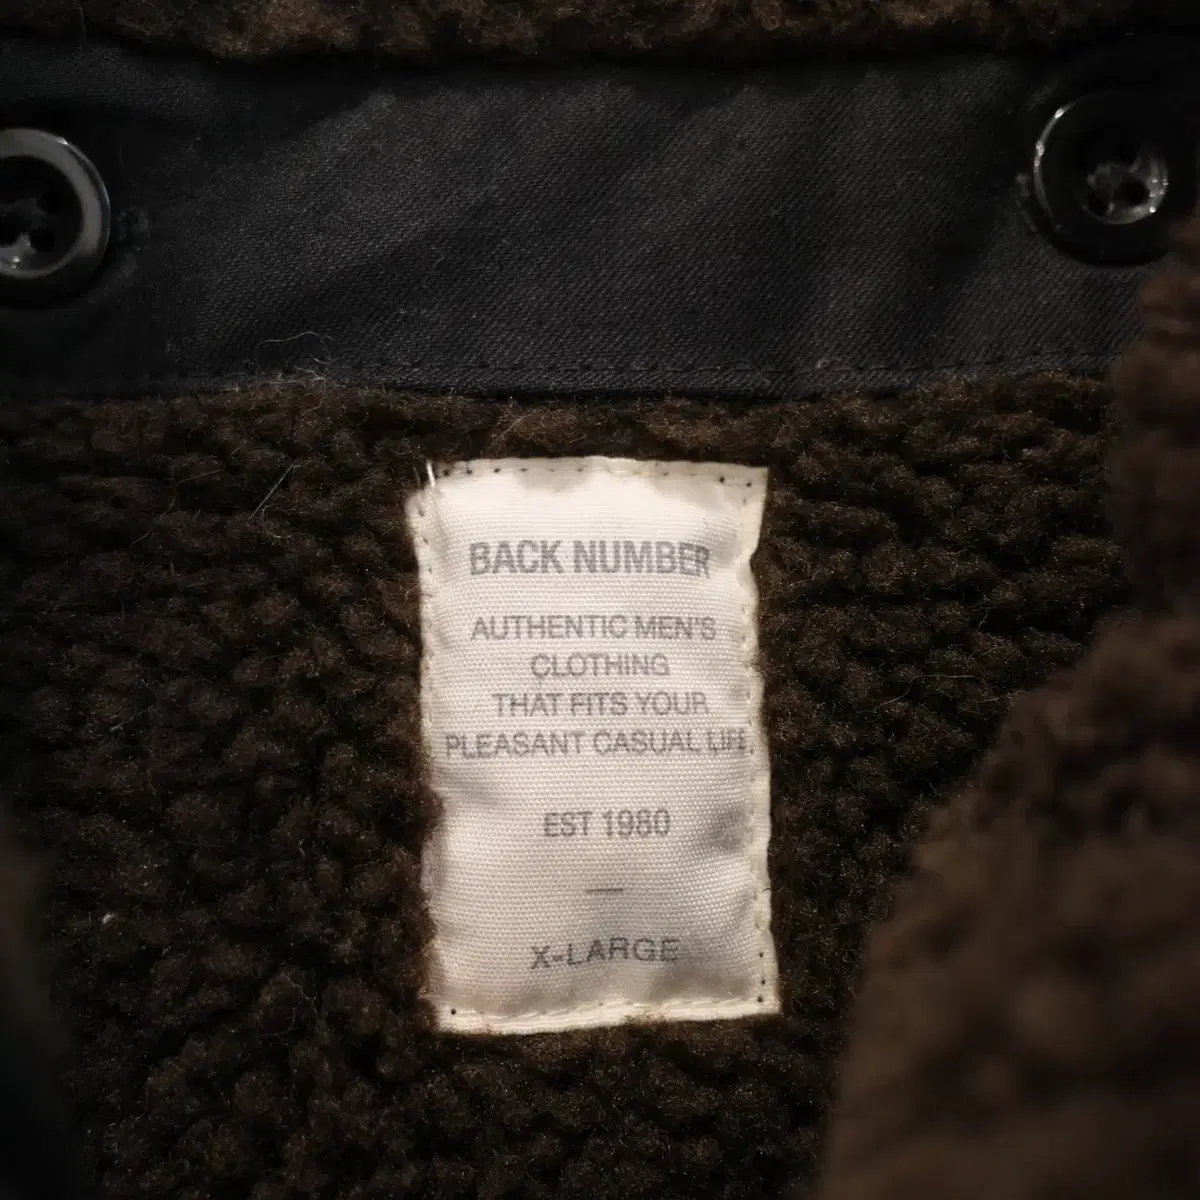 BACK NUMBER
AUTHENTIC MEN'S
CLOTHING
THAT FITS YOUR
PLEASANT CASUAL LIFE.
EST 1980
—
X-LARGE